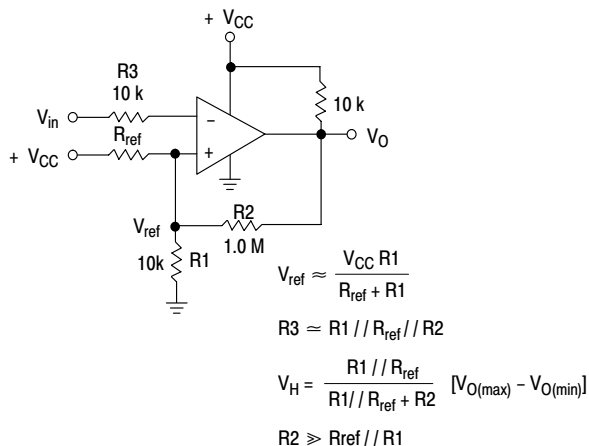 + VCC
R3
10 k
10 k
Vin
−
Rref
VO
+ VCC
+
R2
Vref
1.0 M
10k
R1
Vref ≈ VCC R1 / Rref + R1
R3 ≃ R1 / / Rref / / R2
VH = R1 / / Rref / R1/ / Rref + R2 [VO(max) – VO(min)]
R2 ≫ Rref / / R1